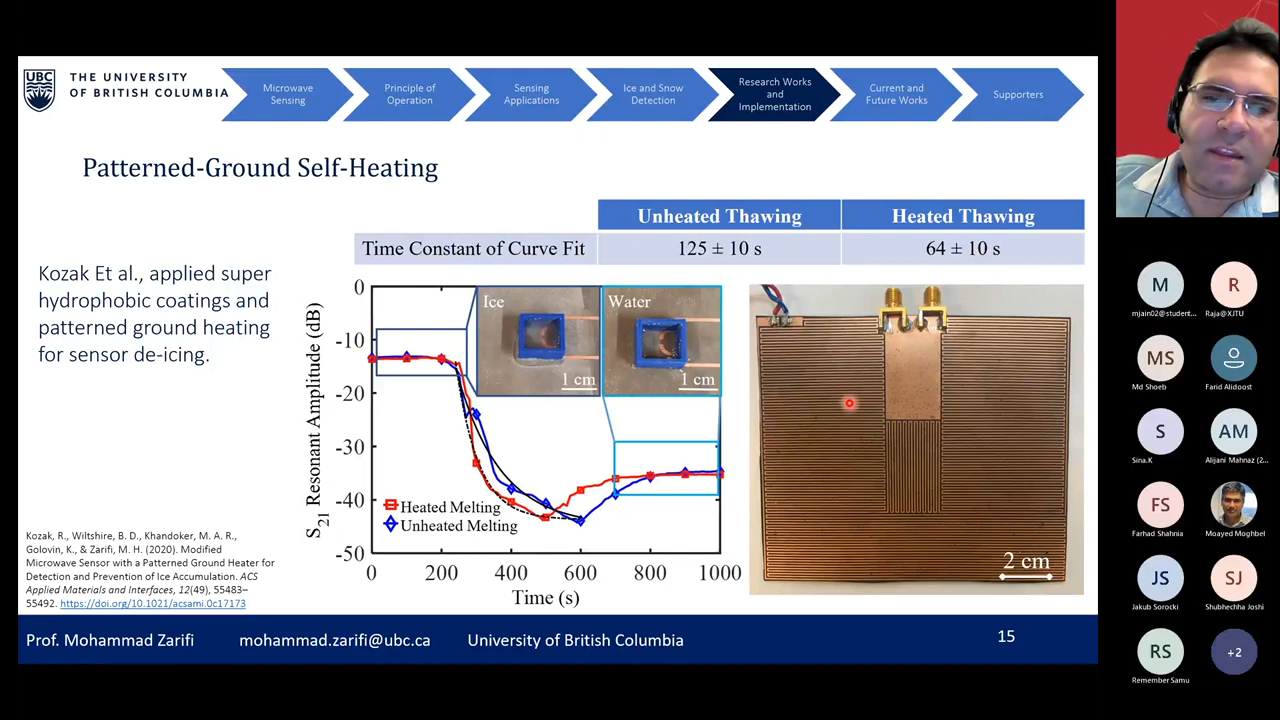 UBC
THE UNIVERSITY
OF BRITISH COLUMBIA
Microwave
Sensing
Principle of
Operation
Sensing
Applications
Ice and Snow
Detection
Research Works
and
Implementation
Current and
Future Works
Supporters
Patterned-Ground Self-Heating
Unheated Thawing
Heated Thawing
Time Constant of Curve Fit
125 ± 10 s
64 ± 10 s
Kozak Et al., applied super
hydrophobic coatings and
patterned ground heating
for sensor de-icing.
S21 Resonant Amplitude (dB)
0
-10
-20
-30
-40
-50
Ice
1 cm
Water
1 cm
Heated Melting
Unheated Melting
0 200 400 600 800 1000
Time (s)
2 cm
Kozak, R., Wiltshire, B. D., Khandoker, M. A. R.,
Golovin, K., & Zarifi, M. H. (2020). Modified
Microwave Sensor with a Patterned Ground Heater for
Detection and Prevention of Ice Accumulation. ACS
Applied Materials and Interfaces, 12(49), 55483–
55492. https://doi.org/10.1021/acsami.0c17173
Prof. Mohammad Zarifi
mohammad.zarifi@ubc.ca
University of British Columbia
15
M
mjain02@student...
R
Raja@XJTU
MS
Md Shoeb
Farid Alidoost
S
Sina.K
AM
Alijani Mahnaz (2...
FS
Farhad Shahnia
Moayed Moghbel
JS
Jakub Sorocki
SJ
Shubhechha Joshi
RS
Remember Samu
+2